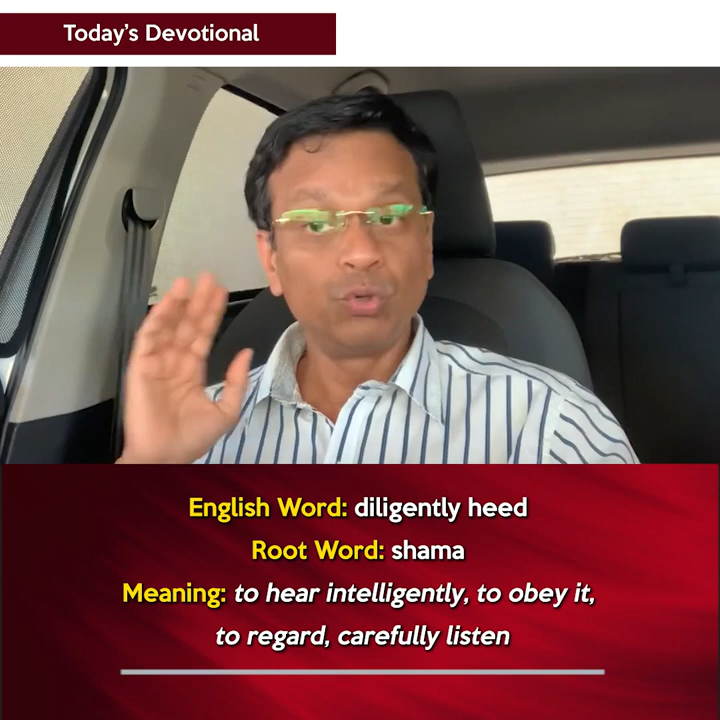 Today's Devotional
English Word: diligently heed
Root Word: shama
Meaning: to hear intelligently, to obey it,
to regard, carefully listen